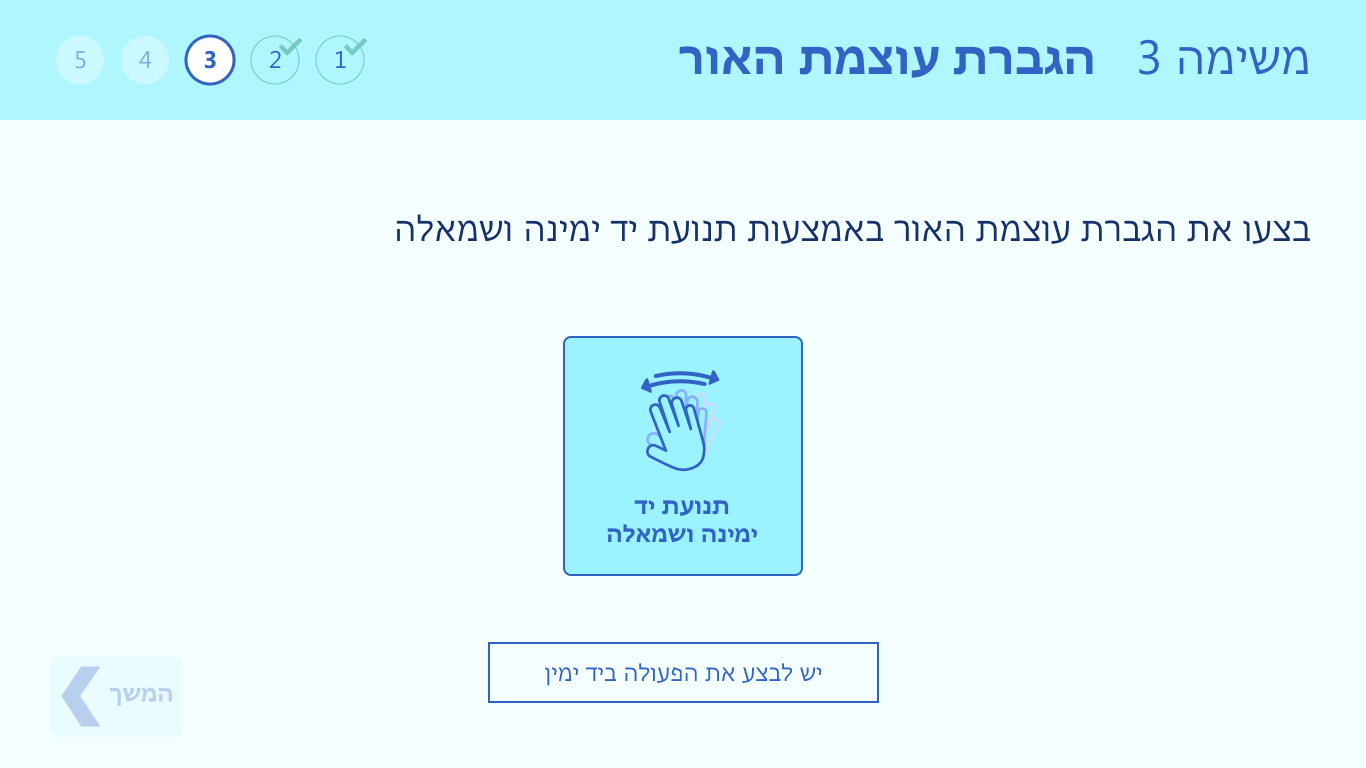 משימה 3 הגברת עוצמת האור
1 2 3 4 5
בצעו את הגברת עוצמת האור באמצעות תנועת יד ימינה ושמאלה
תנועת יד
ימינה ושמאלה
יש לבצע את הפעולה ביד ימין
המשך